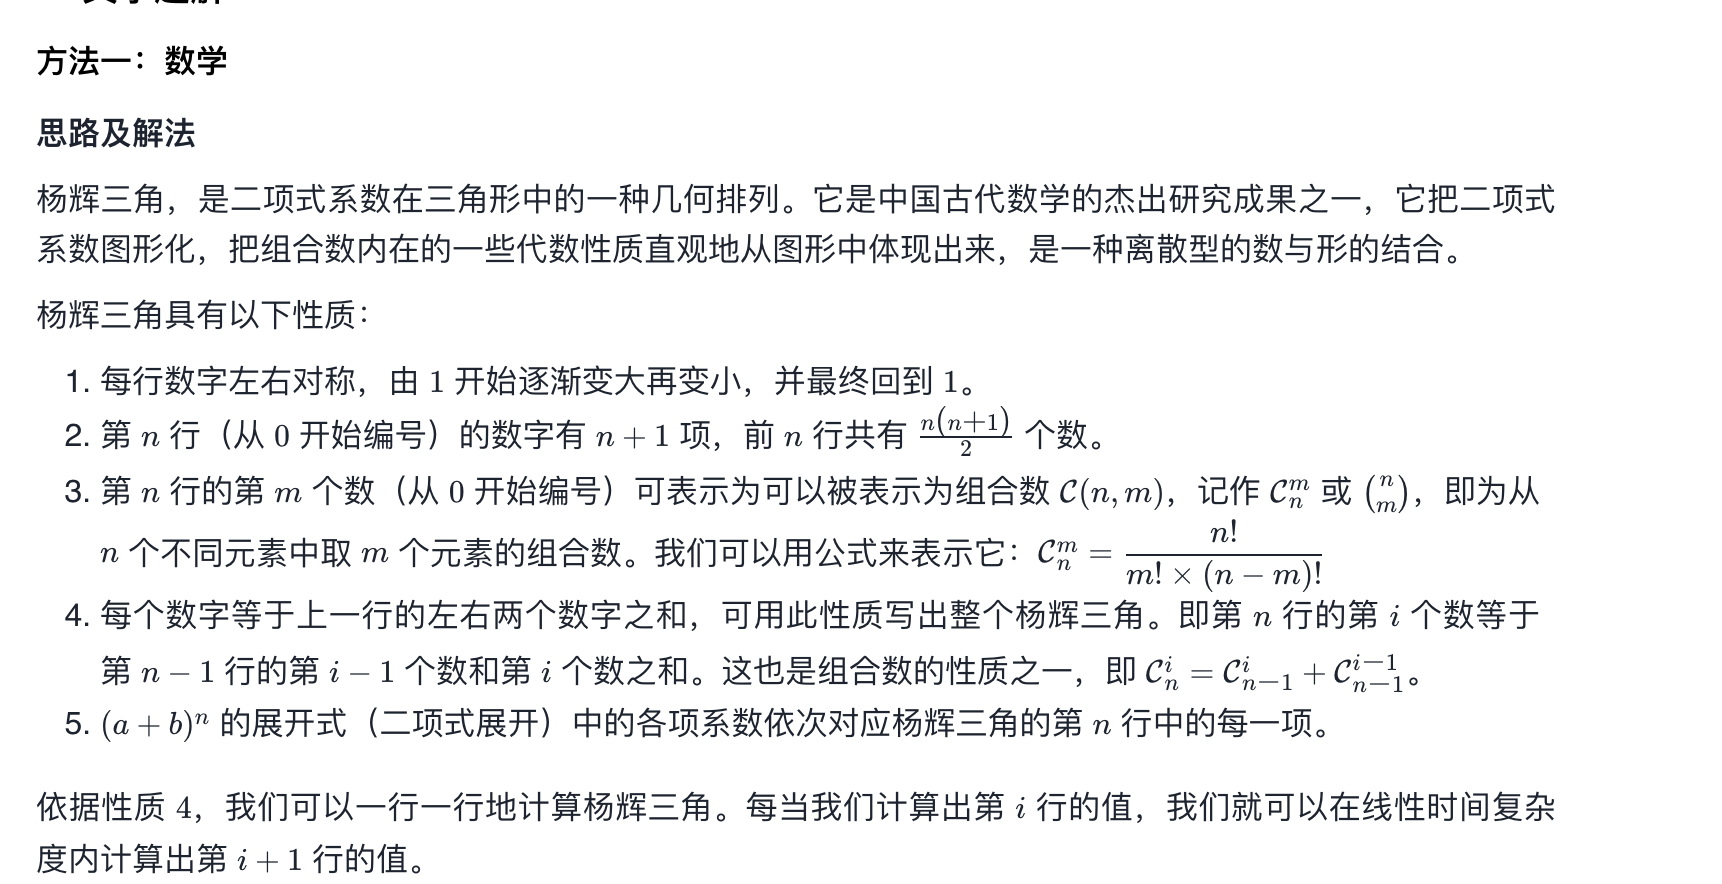 方法一：数学
思路及解法
杨辉三角，是二项式系数在三角形中的一种几何排列。它是中国古代数学的杰出研究成果之一，它把二项式
系数图形化，把组合数内在的一些代数性质直观地从图形中体现出来，是一种离散型的数与形的结合。
杨辉三角具有以下性质：
1. 每行数字左右对称，由 1 开始逐渐变大再变小，并最终回到 1。
2. 第 n 行（从 0 开始编号）的数字有 n + 1 项，前 n 行共有 \frac{n(n+1)}{2} 个数。
3. 第 n 行的第 m 个数（从 0 开始编号）可表示为可以被表示为组合数 \mathcal{C}(n, m)，记作 \mathcal{C}_n^m 或 \binom{n}{m}，即为从
n 个不同元素中取 m 个元素的组合数。我们可以用公式来表示它：\mathcal{C}_n^m = \frac{n!}{m! × (n − m)!}
4. 每个数字等于上一行的左右两个数字之和，可用此性质写出整个杨辉三角。即第 n 行的第 i 个数等于
第 n − 1 行的第 i − 1 个数和第 i 个数之和。这也是组合数的性质之一，即 \mathcal{C}_n^i = \mathcal{C}_{n-1}^i + \mathcal{C}_{n-1}^{i-1}。
5. (a + b)^n 的展开式（二项式展开）中的各项系数依次对应杨辉三角的第 n 行中的每一项。
依据性质 4，我们可以一行一行地计算杨辉三角。每当我们计算出第 i 行的值，我们就可以在线性时间复杂
度内计算出第 i + 1 行的值。